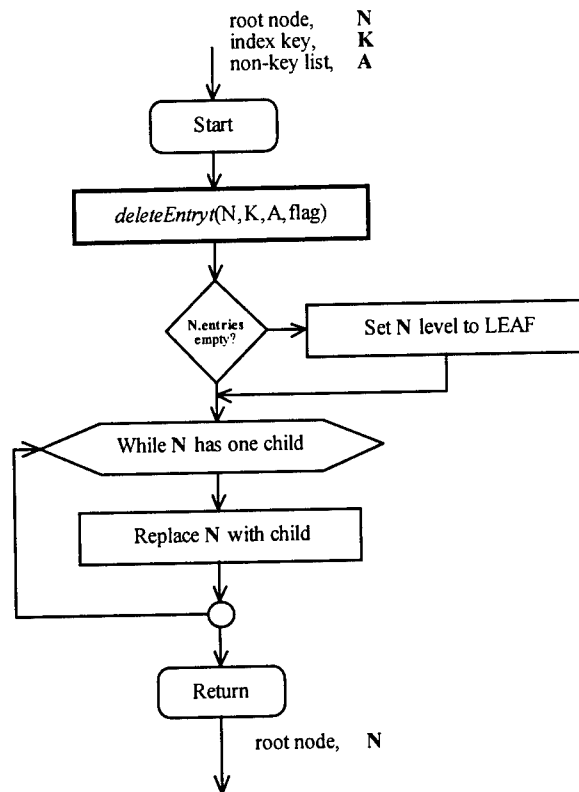 root node, N
index key, K
non-key list, A
Start
deleteEntryt(N,K,A,flag)
N.entries
empty?
Set N level to LEAF
While N has one child
Replace N with child
Return
root node, N